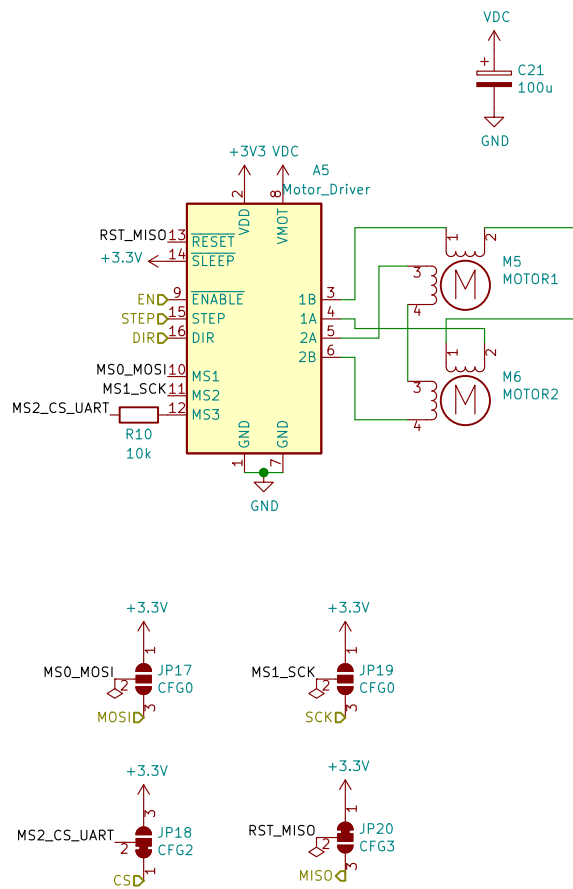 VDC
+
C21
100u
GND
+3V3 VDC
A5
Motor_Driver
2
8
VDD
VMOT
RST_MISO 13 RESET
+3.3V 14 SLEEP
EN 9 ENABLE
STEP 15 STEP
DIR 16 DIR
MS0_MOSI 10 MS1
MS1_SCK 11 MS2
MS2_CS_UART 12 MS3
R10
10k
1B 3
1A 4
2A 5
2B 6
GND
GND
1
7
GND
1 2
3
4
M
M5
MOTOR1
1 2
3
4
M
M6
MOTOR2
+3.3V
1
MS0_MOSI
2
JP17
CFG0
3
MOSI
+3.3V
1
MS1_SCK
2
JP19
CFG0
3
SCK
+3.3V
3
MS2_CS_UART
2
JP18
CFG2
1
CS
+3.3V
1
RST_MISO
2
JP20
CFG3
3
MISO